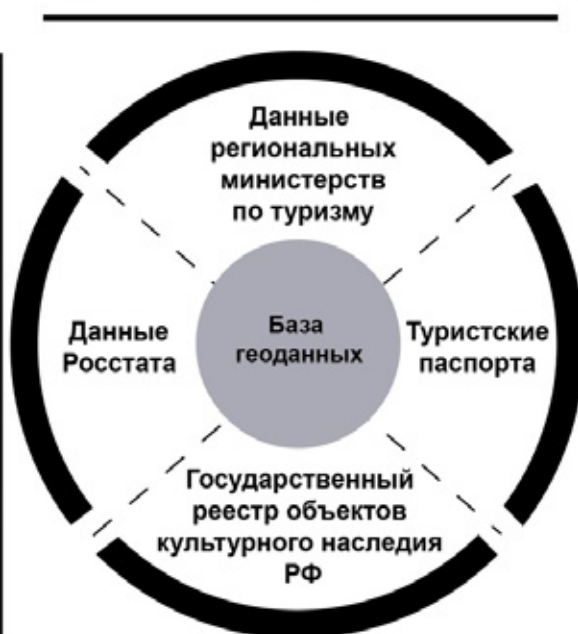 Данные
региональных
министерств
по туризму
Данные
Росстата
База
геоданных
Туристские
паспорта
Государственный
реестр объектов
культурного наследия
РФ